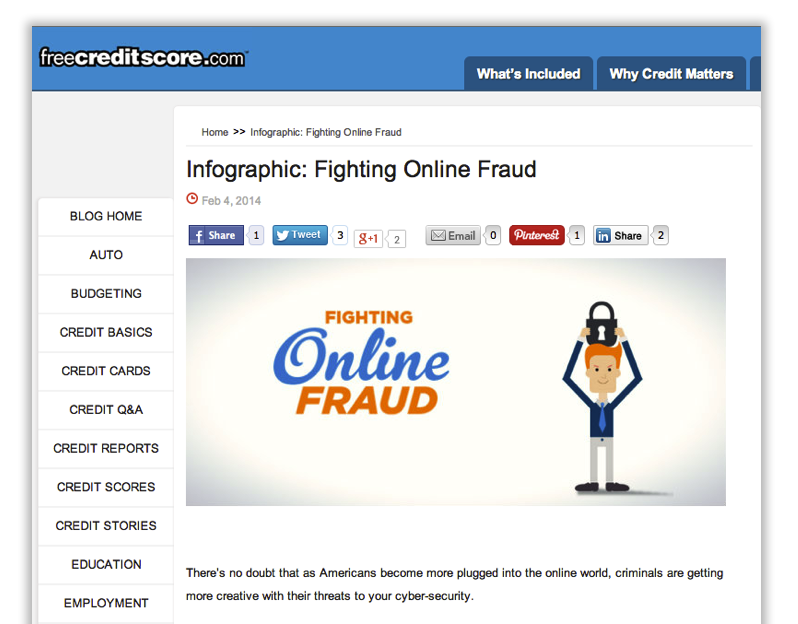 freecreditscore.com™
What's Included
Why Credit Matters
Home >> Infographic: Fighting Online Fraud
Infographic: Fighting Online Fraud
Feb 4, 2014
f Share 1
Tweet 3
g+1 2
Email 0
Pinterest 1
in Share 2
BLOG HOME
AUTO
BUDGETING
CREDIT BASICS
CREDIT CARDS
CREDIT Q&A
CREDIT REPORTS
CREDIT SCORES
CREDIT STORIES
EDUCATION
EMPLOYMENT
FIGHTING
Online
FRAUD
There's no doubt that as Americans become more plugged into the online world, criminals are getting
more creative with their threats to your cyber-security.